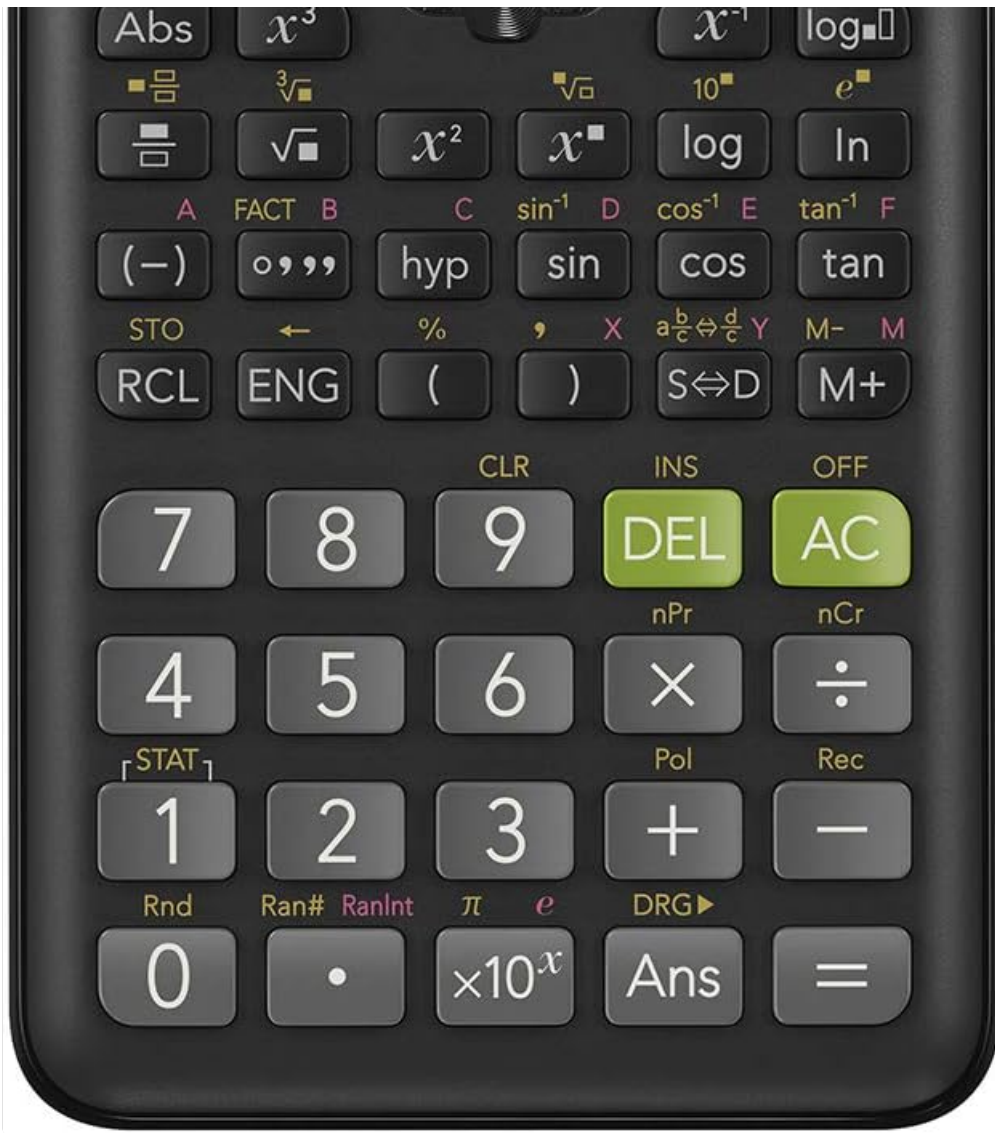 Abs x³ x⁻¹ log■□
■■/□ ³√■ ■√□ 10■ e■
■/□ √■ x² x■ log ln
A FACT B C sin⁻¹ D cos⁻¹ E tan⁻¹ F
(−) ° ’ ’’ hyp sin cos tan
STO ← % , X a b/c⇔d/c Y M− M
RCL ENG ( ) S⇔D M+
CLR INS OFF
7 8 9 DEL AC
nPr nCr
4 5 6 × ÷
STAT Pol Rec
1 2 3 + −
Rnd Ran# RanInt π e DRG▶
0 • ×10ˣ Ans =